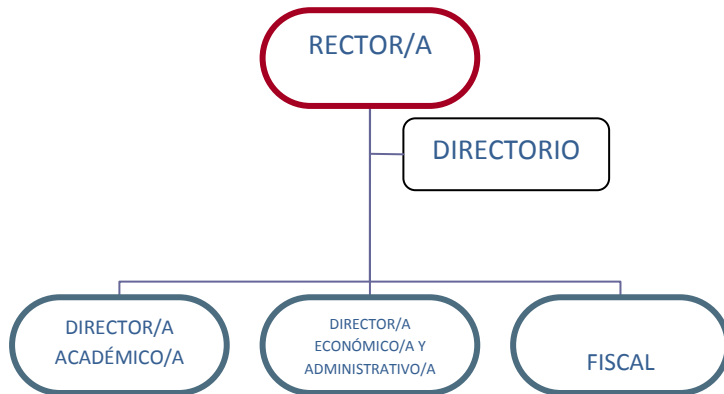 RECTOR/A
DIRECTORIO
DIRECTOR/A
ACADÉMICO/A
DIRECTOR/A
ECONÓMICO/A Y
ADMINISTRATIVO/A
FISCAL